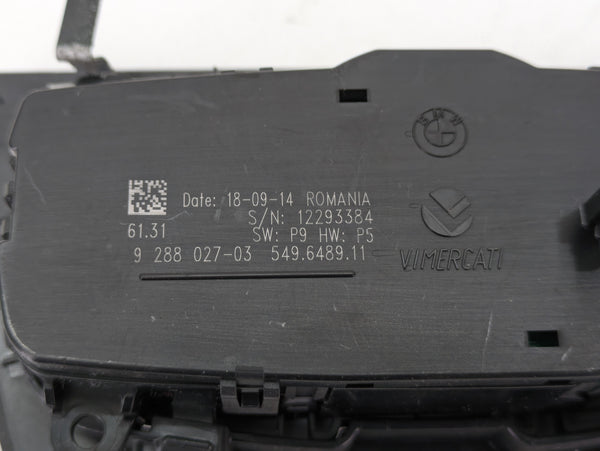 BMW
Date: 18-09-14 ROMANIA
S/N: 12293384
61.31 SW: P9 HW: P5
9 288 027-03 549.6489.11
VIMERCATI